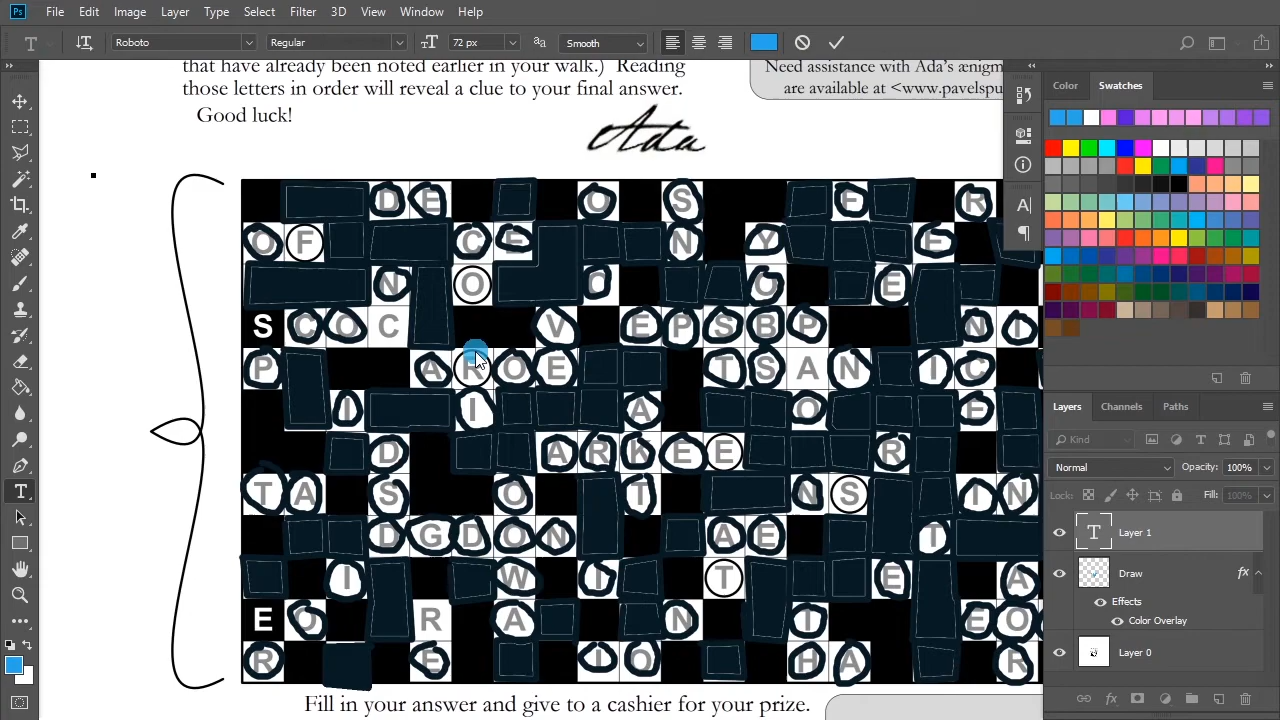 Ps File Edit Image Layer Type Select Filter 3D View Window Help
T Roboto Regular 72 px Smooth
that have already been noted earlier in your walk.) Reading
those letters in order will reveal a clue to your final answer.
Good luck!
Need assistance with Ada's ænigm
are available at <www.pavelspu
Ada
Color Swatches
D E O S F R
O F C E N Y E
N O C O E
S C O C V E P S B P N I
P A R O E T S A N I C
I I A O E
D A R K E E R
T A S O T N S I N
D G D O N A E T
I W I T E A
E O R A N I E O
R E I O H A R
Fill in your answer and give to a cashier for your prize.
Layers Channels Paths
Kind
Normal Opacity: 100%
Lock: Fill: 100%
T Layer 1
Draw fx
Effects
Color Overlay
Layer 0